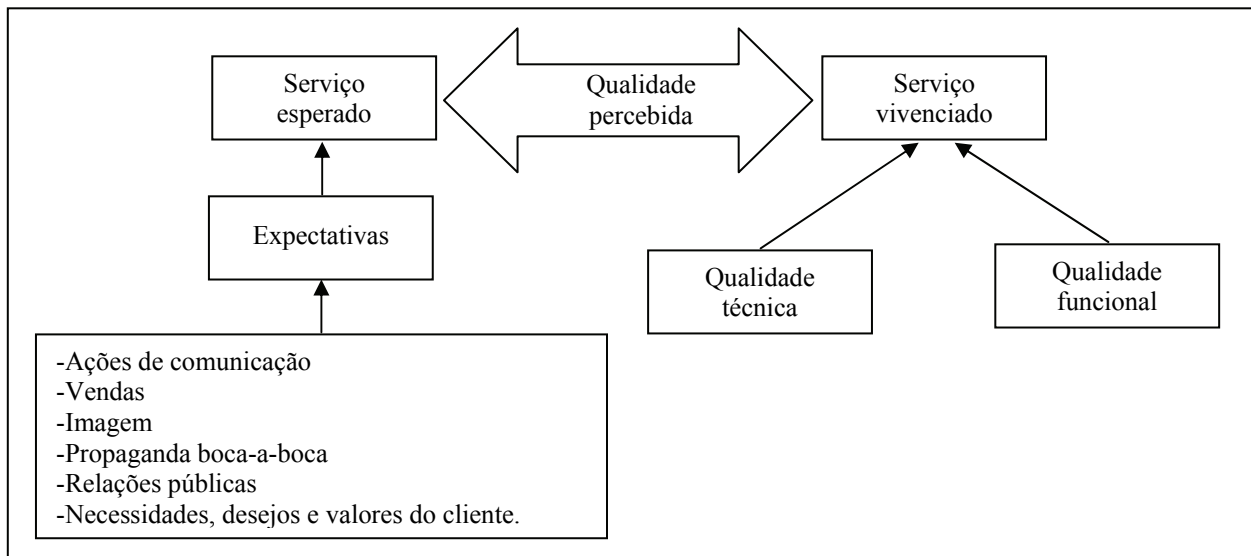 Serviço
esperado
Qualidade
percebida
Serviço
vivenciado
Expectativas
Qualidade
técnica
Qualidade
funcional
-Ações de comunicação
-Vendas
-Imagem
-Propaganda boca-a-boca
-Relações públicas
-Necessidades, desejos e valores do cliente.